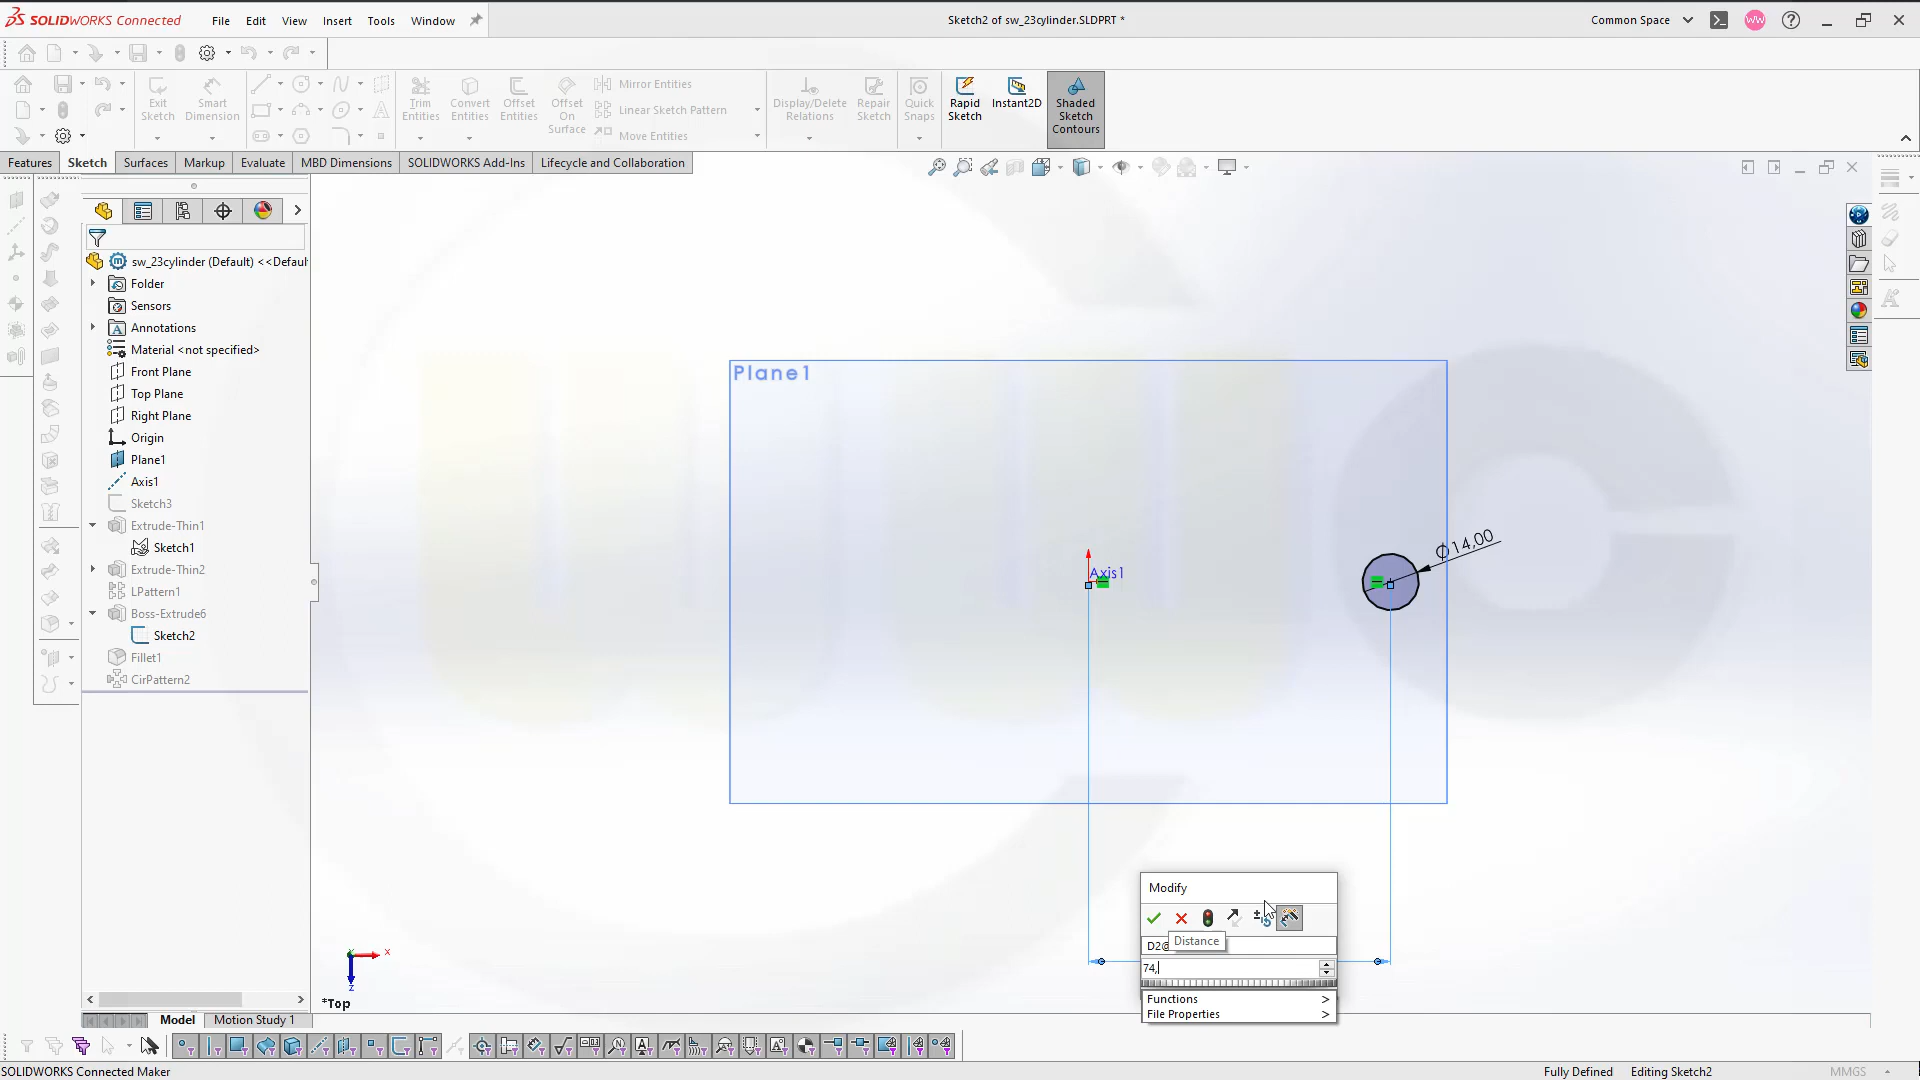 SOLIDWORKS Connected
File
Edit
View
Insert
Tools
Window
Sketch2 of sw_23cylinder.SLDPRT *
Common Space
WW
Exit
Sketch
Smart
Dimension
Trim
Entities
Convert
Entities
Offset
Entities
Offset
On
Surface
Mirror Entities
Linear Sketch Pattern
Move Entities
Display/Delete
Relations
Repair
Sketch
Quick
Snaps
Rapid
Sketch
Instant2D
Shaded
Sketch
Contours
Features
Sketch
Surfaces
Markup
Evaluate
MBD Dimensions
SOLIDWORKS Add-Ins
Lifecycle and Collaboration
sw_23cylinder (Default) <<Defaul
Folder
Sensors
Annotations
Material <not specified>
Front Plane
Top Plane
Right Plane
Origin
Plane1
Axis1
Sketch3
Extrude-Thin1
Sketch1
Extrude-Thin2
LPattern1
Boss-Extrude6
Sketch2
Fillet1
CirPattern2
Plane1
Axis1
∅14,00
Modify
D2@
Distance
74,
Functions >
File Properties >
x
z
*Top
Model
Motion Study 1
SOLIDWORKS Connected Maker
Fully Defined
Editing Sketch2
MMGS